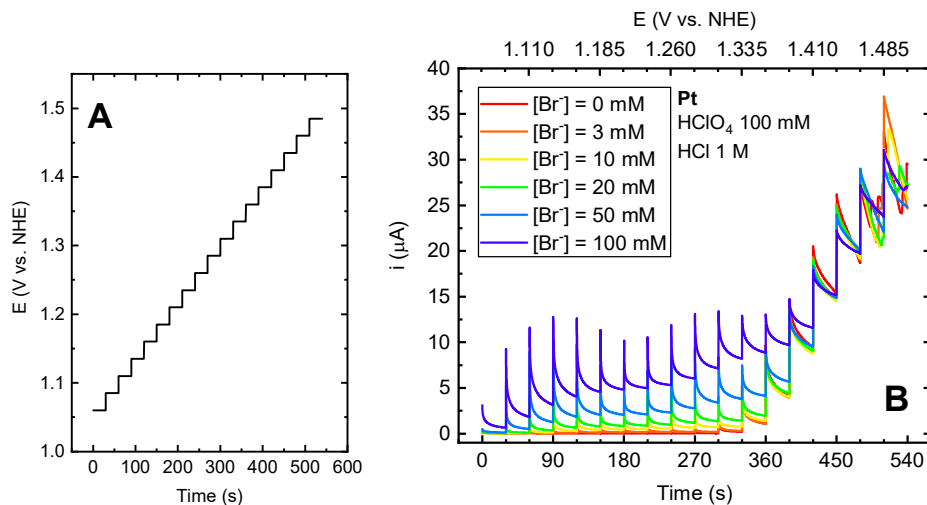 A
E (V vs. NHE)
1.5
1.4
1.3
1.2
1.1
1.0
0 100 200 300 400 500 600
Time (s)
E (V vs. NHE)
1.110 1.185 1.260 1.335 1.410 1.485
i (μA)
40
35
30
25
20
15
10
5
0
[Br⁻] = 0 mM
[Br⁻] = 3 mM
[Br⁻] = 10 mM
[Br⁻] = 20 mM
[Br⁻] = 50 mM
[Br⁻] = 100 mM
Pt
HClO₄ 100 mM
HCl 1 M
B
0 90 180 270 360 450 540
Time (s)